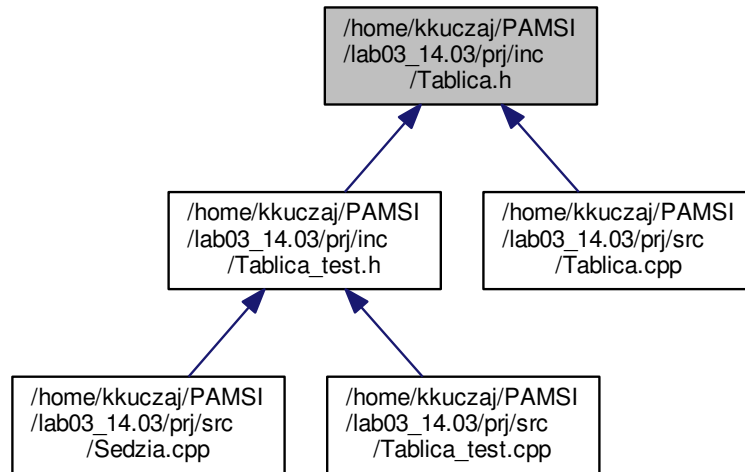 /home/kkuczaj/PAMSI
/lab03_14.03/prj/inc
/Tablica.h
/home/kkuczaj/PAMSI
/lab03_14.03/prj/inc
/Tablica_test.h
/home/kkuczaj/PAMSI
/lab03_14.03/prj/src
/Tablica.cpp
/home/kkuczaj/PAMSI
/lab03_14.03/prj/src
/Sedzia.cpp
/home/kkuczaj/PAMSI
/lab03_14.03/prj/src
/Tablica_test.cpp